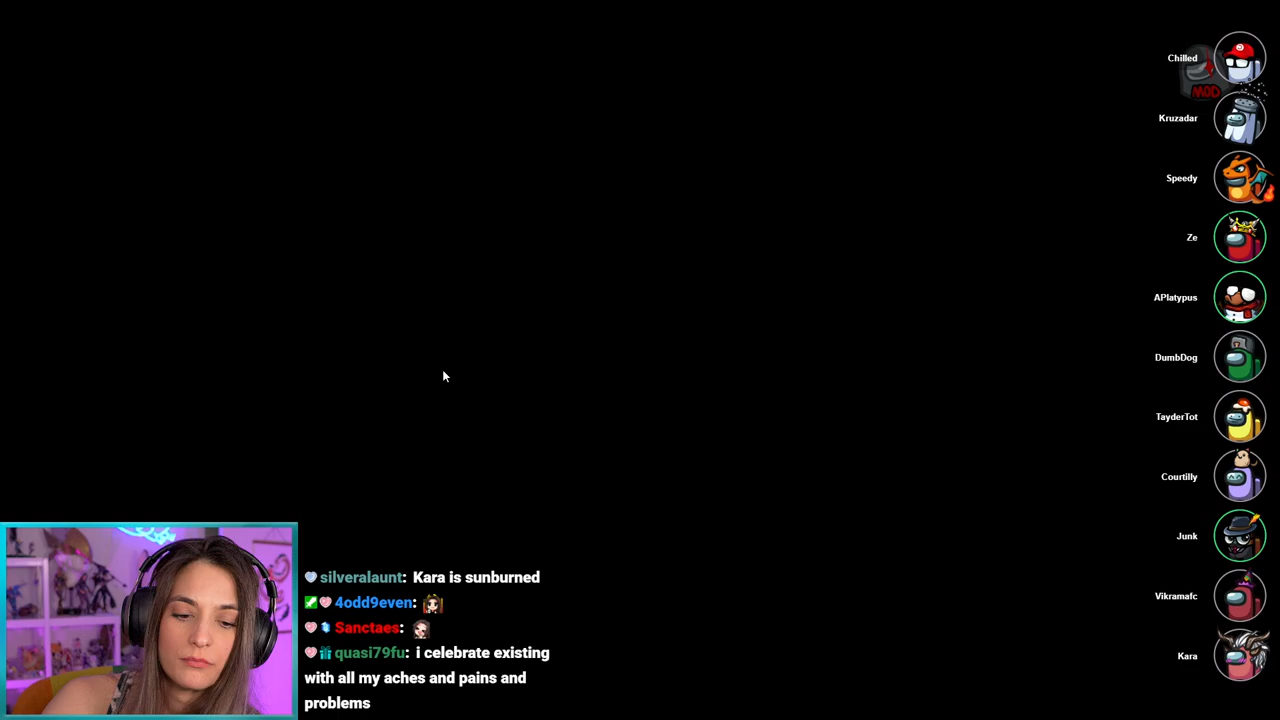 Chilled
MOD
Kruzadar
Speedy
Ze
APlatypus
DumbDog
TayderTot
Courtilly
Junk
Vikramafc
Kara
silveralaunt: Kara is sunburned
4odd9even:
Sanctaes:
quasi79fu: i celebrate existing
with all my aches and pains and
problems